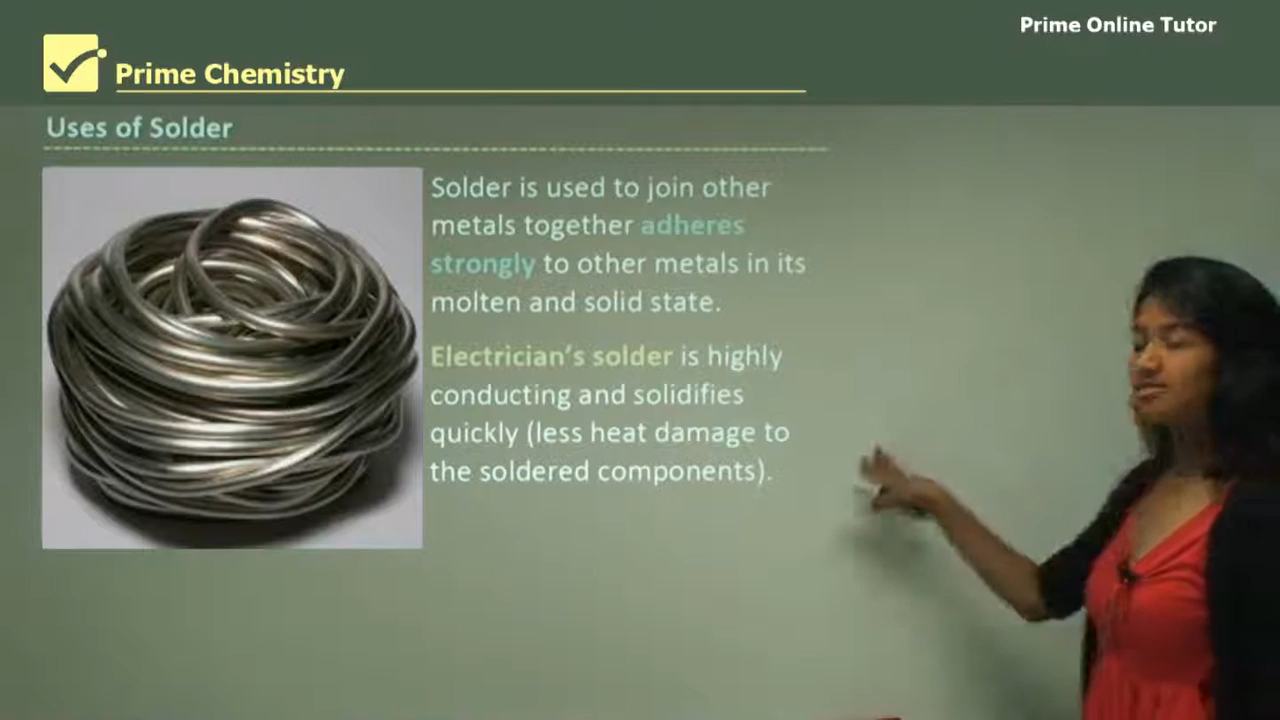 Prime Online Tutor
Prime Chemistry
Uses of Solder
Solder is used to join other
metals together adheres
strongly to other metals in its
molten and solid state.
Electrician's solder is highly
conducting and solidifies
quickly (less heat damage to
the soldered components).